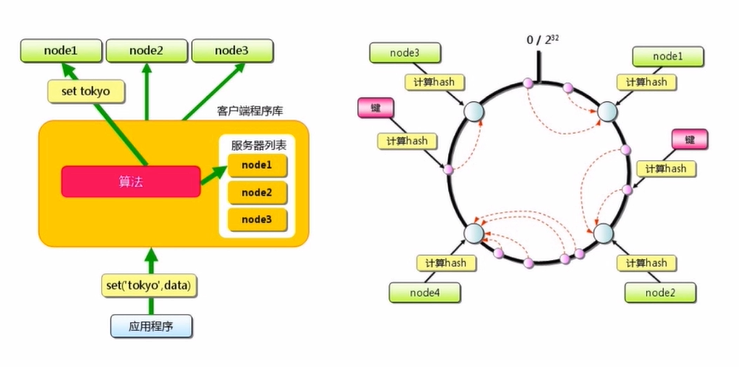 node1
node2
node3
set tokyo
客户端程序库
服务器列表
node1
算法
node2
node3
set('tokyo',data)
应用程序
0 / 2³²
node3
node1
计算hash
计算hash
键
计算hash
键
计算hash
计算hash
计算hash
node4
node2